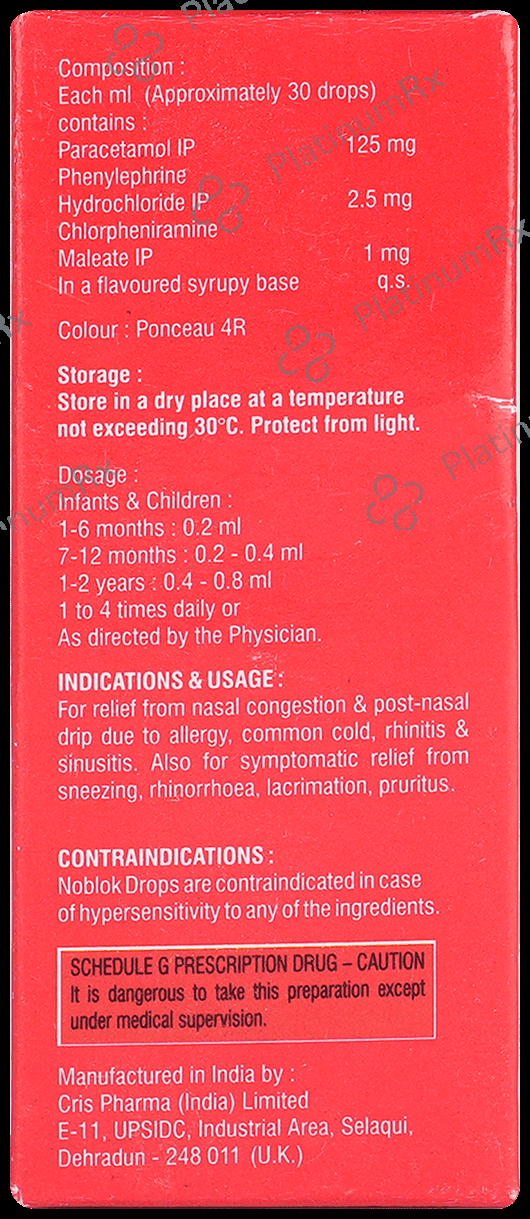 Composition :
Each ml (Approximately 30 drops)
contains :
Paracetamol IP 125 mg
Phenylephrine
Hydrochloride IP 2.5 mg
Chlorpheniramine
Maleate IP 1 mg
In a flavoured syrupy base q.s.
Colour : Ponceau 4R
Storage :
Store in a dry place at a temperature
not exceeding 30°C. Protect from light.
Dosage :
Infants & Children :
1-6 months : 0.2 ml
7-12 months : 0.2 - 0.4 ml
1-2 years : 0.4 - 0.8 ml
1 to 4 times daily or
As directed by the Physician.
INDICATIONS & USAGE :
For relief from nasal congestion & post-nasal
drip due to allergy, common cold, rhinitis &
sinusitis. Also for symptomatic relief from
sneezing, rhinorrhoea, lacrimation, pruritus.
CONTRAINDICATIONS :
Noblok Drops are contraindicated in case
of hypersensitivity to any of the ingredients.
SCHEDULE G PRESCRIPTION DRUG – CAUTION
It is dangerous to take this preparation except
under medical supervision.
Manufactured in India by :
Cris Pharma (India) Limited
E-11, UPSIDC, Industrial Area, Selaqui,
Dehradun - 248 011 (U.K.)
PlatinumRx
PlatinumRx